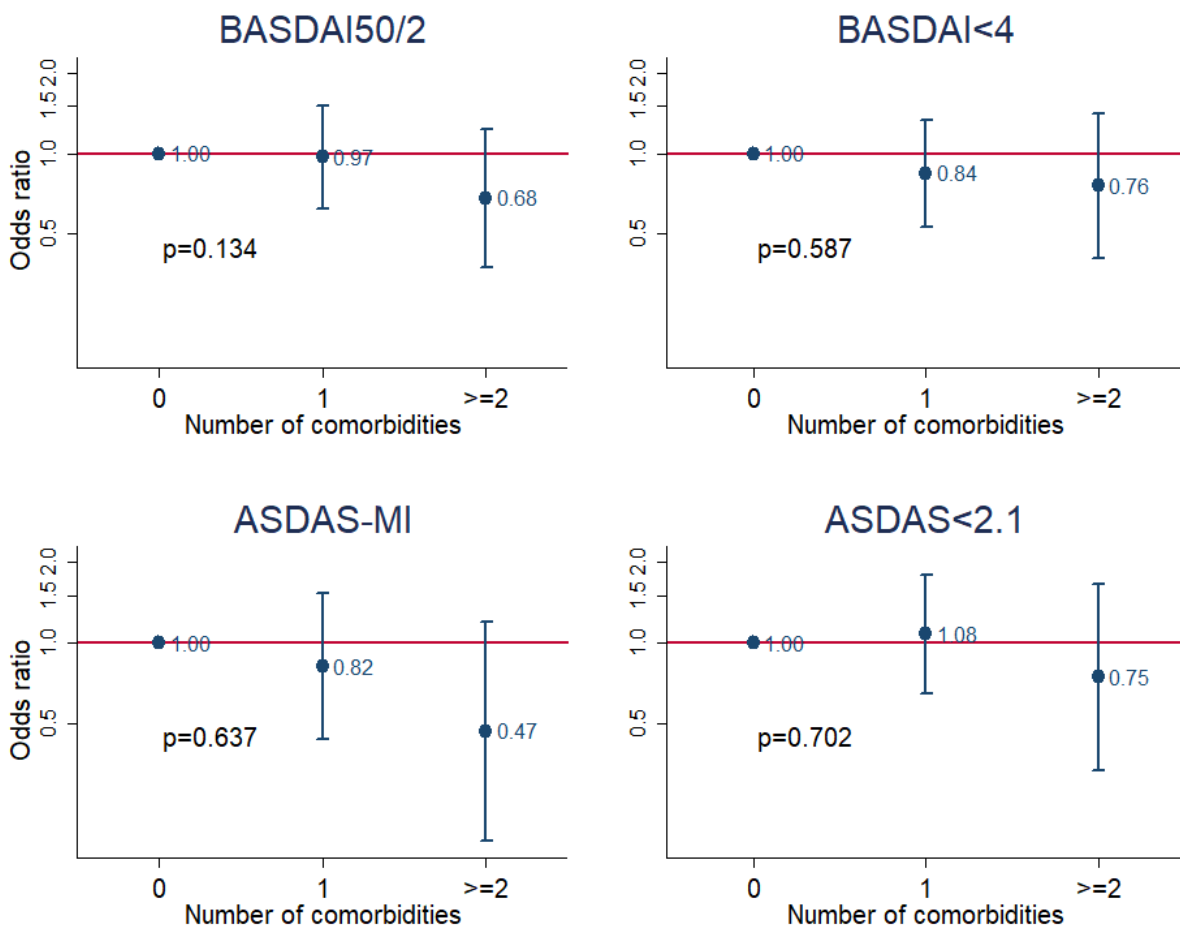 BASDAI50/2
Odds ratio
2.0
1.5
1.0
0.5
1.00
0.97
0.68
p=0.134
0 1 >=2
Number of comorbidities
BASDAI<4
2.0
1.5
1.0
0.5
1.00
0.84
0.76
p=0.587
0 1 >=2
Number of comorbidities
ASDAS-MI
Odds ratio
2.0
1.5
1.0
0.5
1.00
0.82
0.47
p=0.637
0 1 >=2
Number of comorbidities
ASDAS<2.1
2.0
1.5
1.0
0.5
1.00
1.08
0.75
p=0.702
0 1 >=2
Number of comorbidities